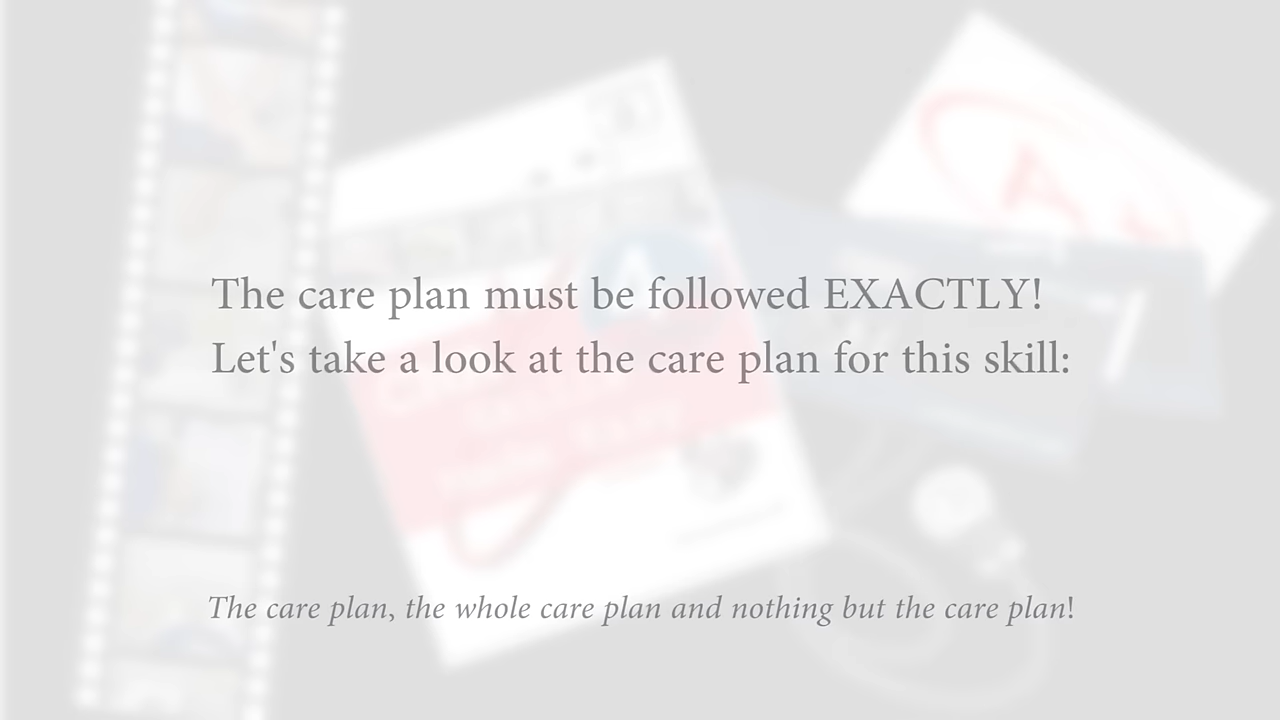 The care plan must be followed EXACTLY!
Let's take a look at the care plan for this skill:
The care plan, the whole care plan and nothing but the care plan!